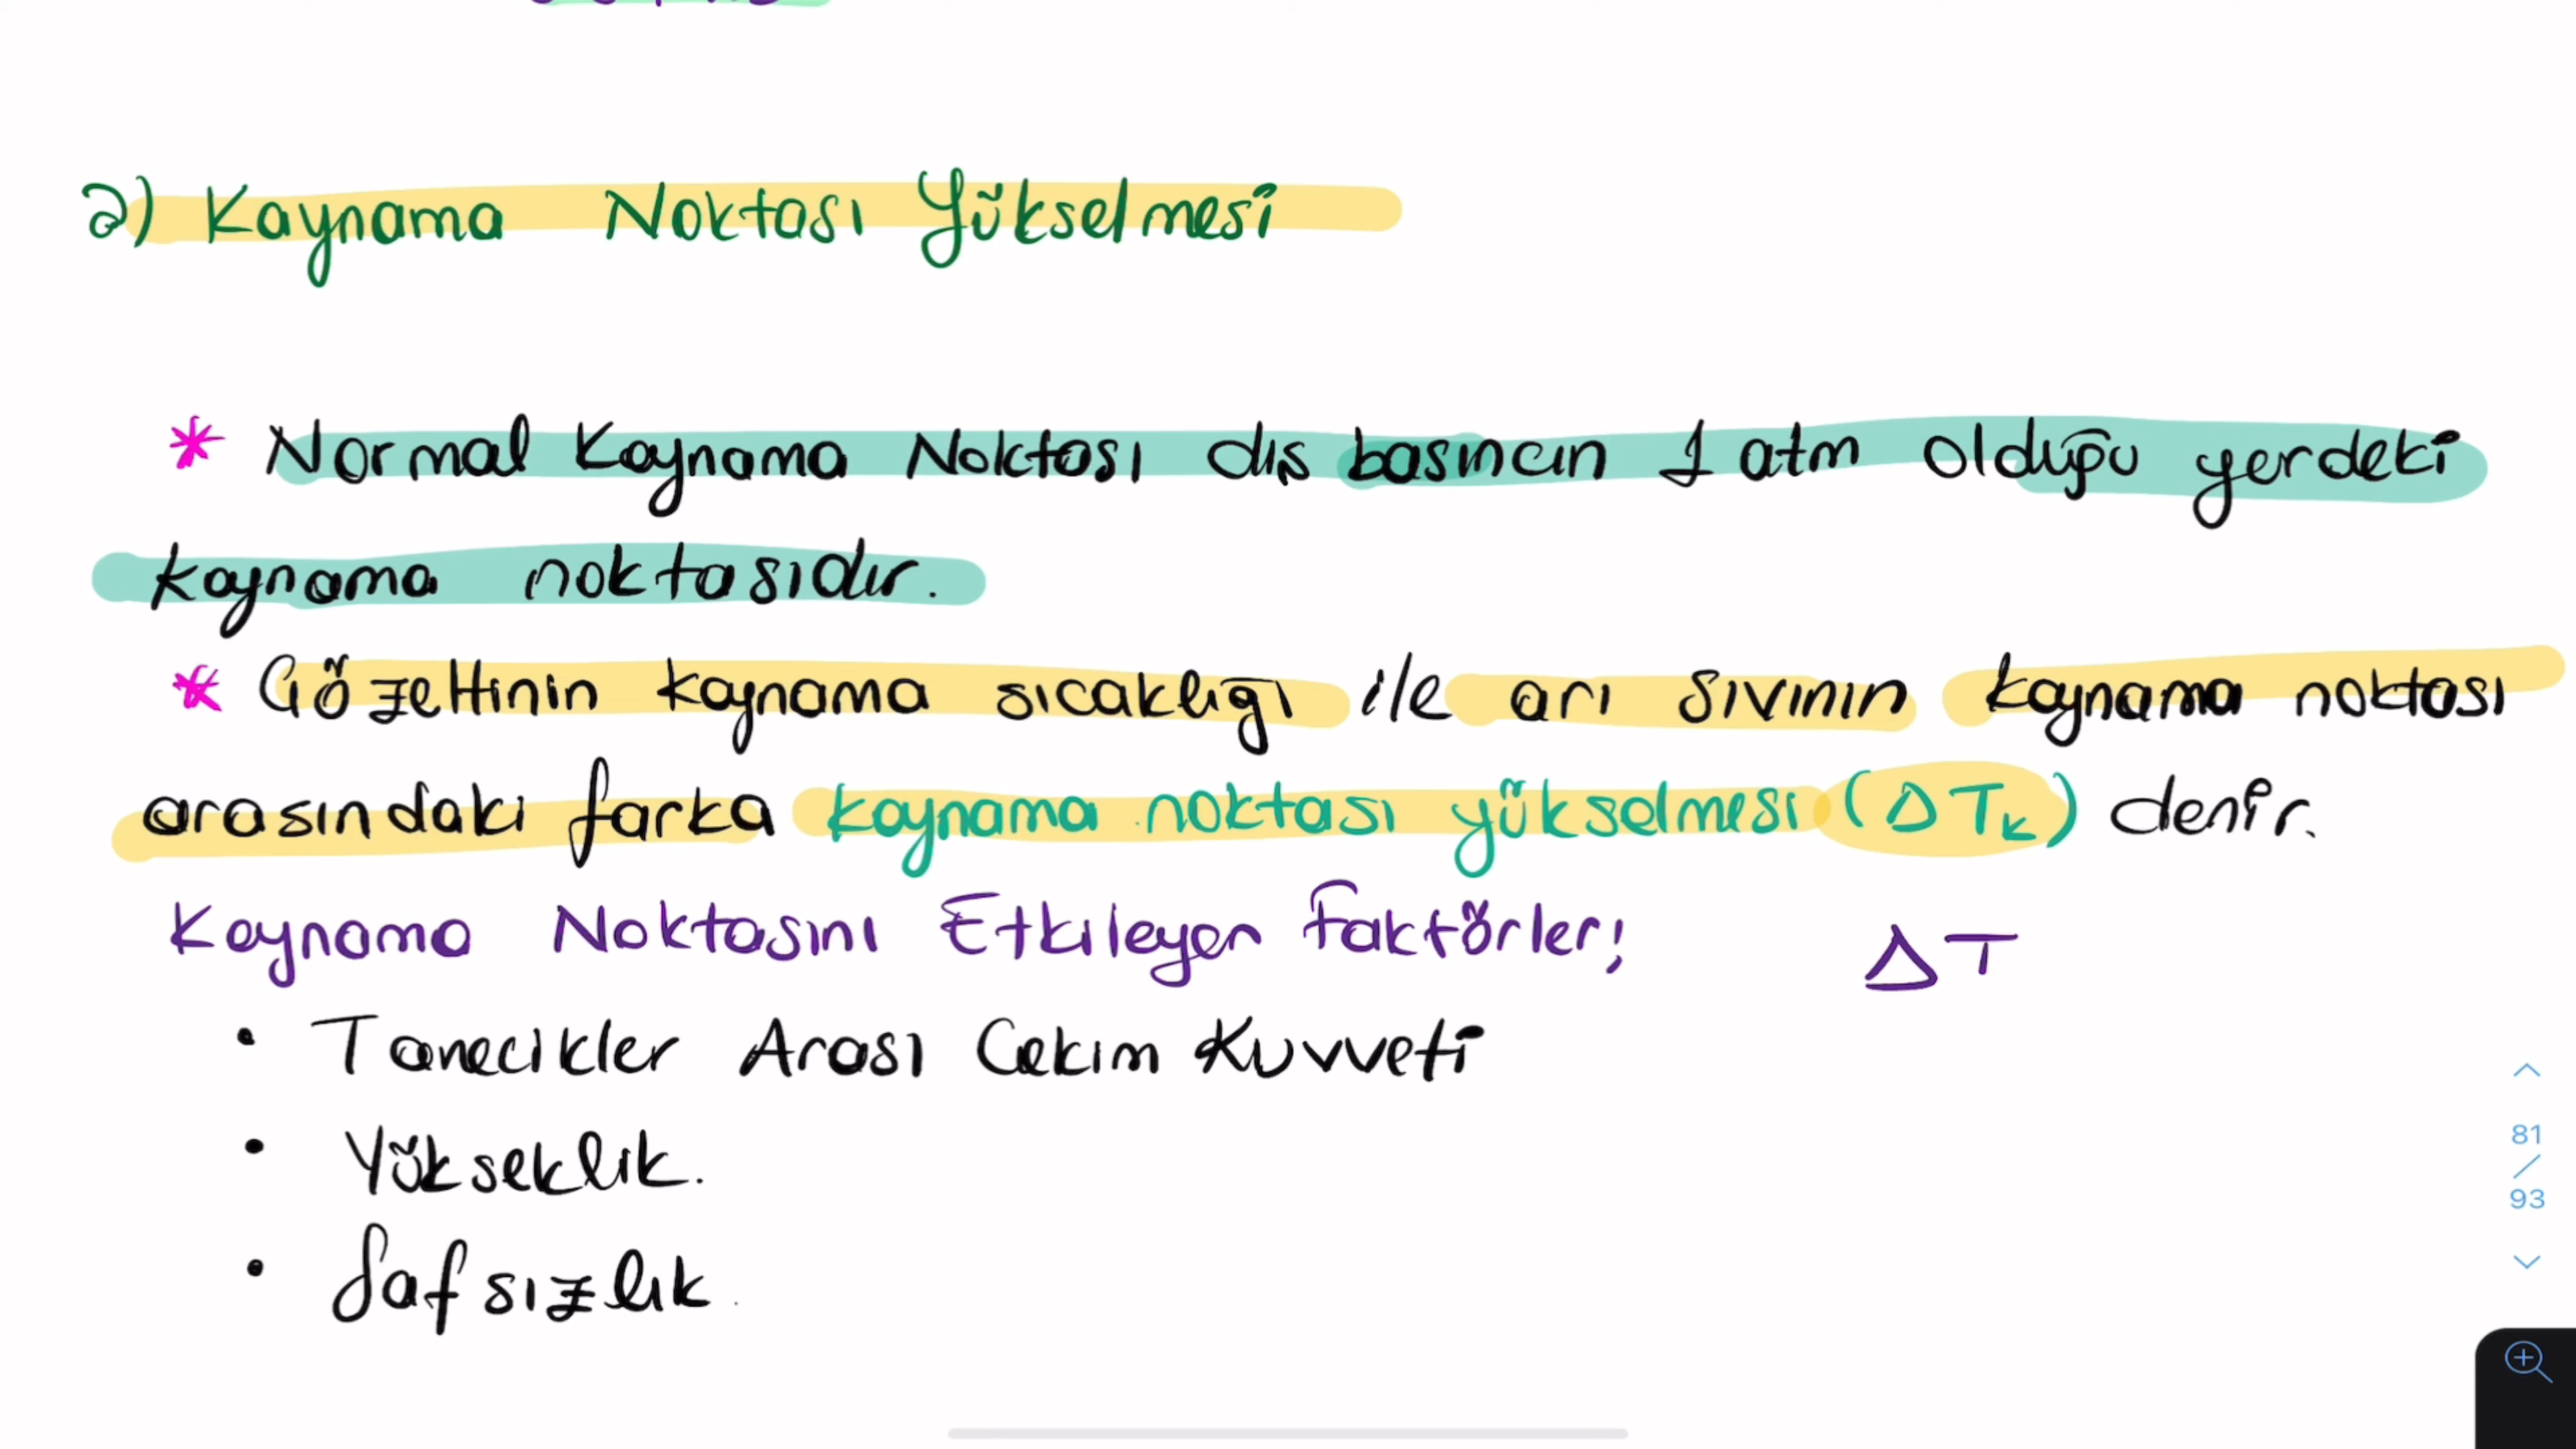 2) Kaynama Noktası Yükselmesi
* Normal Kaynama Noktası dış basıncın 1 atm olduğu yerdeki
kaynama noktasıdır.
* Çözeltinin kaynama sıcaklığı ile arı sıvının kaynama noktası
arasındaki farka kaynama noktası yükselmesi (ΔTk) denir.
Kaynama Noktasını Etkileyen Faktörler; ΔT
• Tanecikler Arası Çekim Kuvveti
• Yükseklik.
• Safsızlık.
81
/
93